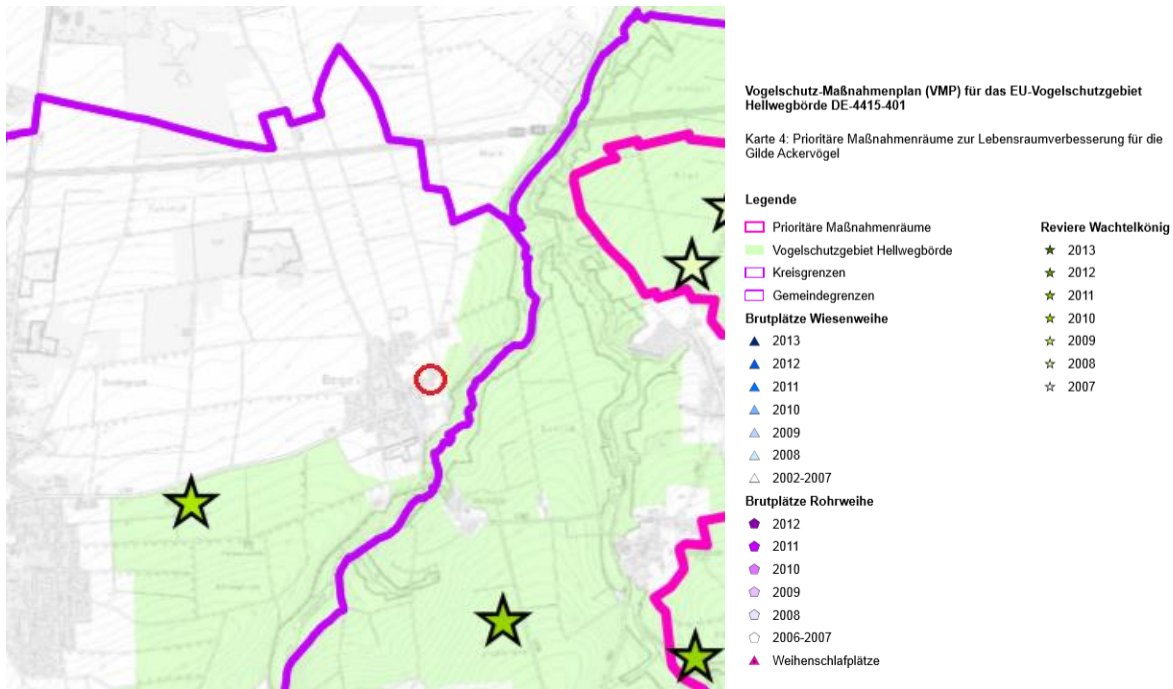 Vogelschutz-Maßnahmenplan (VMP) für das EU-Vogelschutzgebiet
Hellwegbörde DE-4415-401
Karte 4: Prioritäre Maßnahmenräume zur Lebensraumverbesserung für die
Gilde Ackervögel
Legende
Prioritäre Maßnahmenräume
Vogelschutzgebiet Hellwegbörde
Kreisgrenzen
Gemeindegrenzen
Brutplätze Wiesenweihe
2013
2012
2011
2010
2009
2008
2002-2007
Brutplätze Rohrweihe
2012
2011
2010
2009
2008
2006-2007
Weihenschlafplätze
Reviere Wachtelkönig
2013
2012
2011
2010
2009
2008
2007